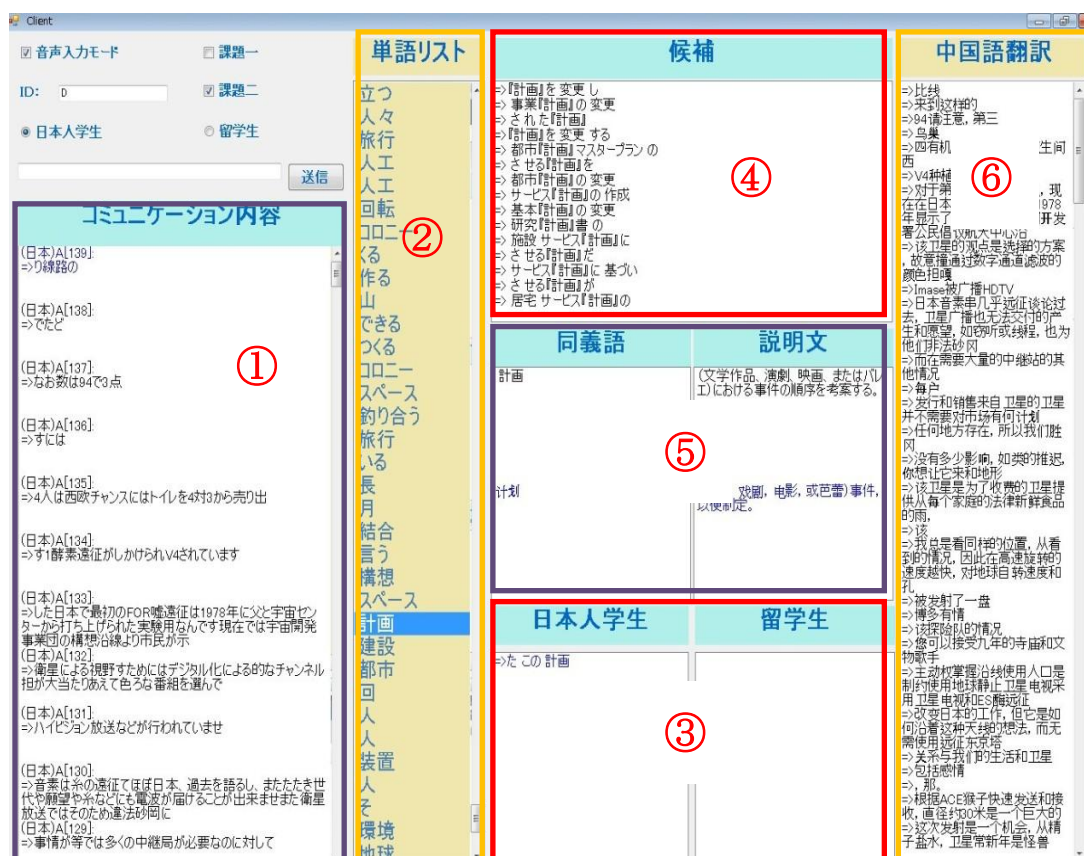 Client
音声入力モード
課題一
ID: D
課題二
日本人学生
留学生
送信
コミュニケーション内容
(日本)A[139]:
=>り線路の
(日本)A[138]:
=>でたど
(日本)A[137]:
=>なお数は94で3点
(日本)A[136]:
=>すには
(日本)A[135]:
=>4人は西欧チャンスにはトイレを4対3から売り出
(日本)A[134]:
=>す1酵素遠征がしかけられV4されています
(日本)A[133]:
=>した日本で最初のFOR嘘遠征は1978年に父と宇宙セン
ターから打ち上げられた実験用なんです現在では宇宙開発
事業団の構想沿線より市民が示
(日本)A[132]:
=>衛星による視野すためにはデジタル化による的なチャンネル
担が大当たりあえて色ろな番組を選んで
(日本)A[131]:
=>ハイビジョン放送などが行われていませ
(日本)A[130]:
=>音素は糸の遠征てほぼ日本、過去を語るし、またたたき世
代や願望や糸などにも電波が届けることが出来ませまた衛星
放送ではそのため違法砂岡に
(日本)A[129]:
=>事情が等では多くの中継局が必要なのに対して
①
単語リスト
立つ
人々
旅行
人工
人工
回転
コロニー
くる
作る
山
できる
つくる
コロニー
スペース
釣り合う
旅行
いる
長
月
結合
言う
構想
スペース
計画
建設
都市
回
人
人
装置
人
そ
環境
地球
②
候補
=>『計画』を 変更 し
=> 事業『計画』の 変更
=> された『計画』
=>『計画』を 変更 する
=> 都市『計画』マスタープラン の
=> させる『計画』を
=> 都市『計画』の 変更
=> サービス『計画』の 作成
=> 基本『計画』の 変更
=> 研究『計画』書 の
=> 施設 サービス『計画』に
=> させる『計画』だ
=> サービス『計画』に 基づい
=> させる『計画』が
=> 居宅 サービス『計画』の
④
同義語
説明文
計画
(文学作品、演劇、映画、またはバレ
エ)における事件の順序を考案する。
计划
戏剧, 电影, 或芭蕾)事件,
以便制定。
⑤
日本人学生
留学生
=>た この 計画
③
中国語翻訳
=>比线
=>来到这样的
=>94请注意, 第三
=>乌巢
=>四有机
生间
西
=>V4种植
=>对于第
, 现
在在日本
1978
年显示了
开发
=>该卫星的观点是选择的方案
, 故意撞通过数字通道滤波的
颜色担嘎
=>Imase被广播HDTV
=>日本音素串几乎远征谈论过
去, 卫星广播也无法交付的产
生和愿望, 如窃听或线程, 也为
他们非法砂冈
=>而在需要大量的中继站的其
他情况
=>每户
=>发行和销售来自卫星的卫星
并不需要对市场有何计划
=>任何地方存在, 所以我们胜
冈
=>没有多少影响, 如类的推迟,
你想让它来和地形
=>该卫星是为了收费的卫星提
供从每个家庭的法律新鲜食品
的雨,
=>该
=>我总是看同样的位置, 从看
到的情况, 因此在高速旋转的
速度越快, 对地球自转速度和
孔
=>被发射了一盘
=>博多有情
=>该探险队的情况
=>您可以接受九年的寺庙和文
物歌手
=>主动权掌握沿线使用人口是
制约使用地球静止卫星电视采
用卫星电视和ES酶远征
=>改变日本的工作, 但它是如
何沿着这种天线的想法, 而无
需使用远征东京塔
=>关系与我们的生活和卫星
=>包括感情
=>, 那。
=>根据ACE猴子快速发送和接
收, 直径约30米是一个巨大的
=>这次发射是一个机会, 从精
子盐水, 卫星常新年是怪兽
⑥